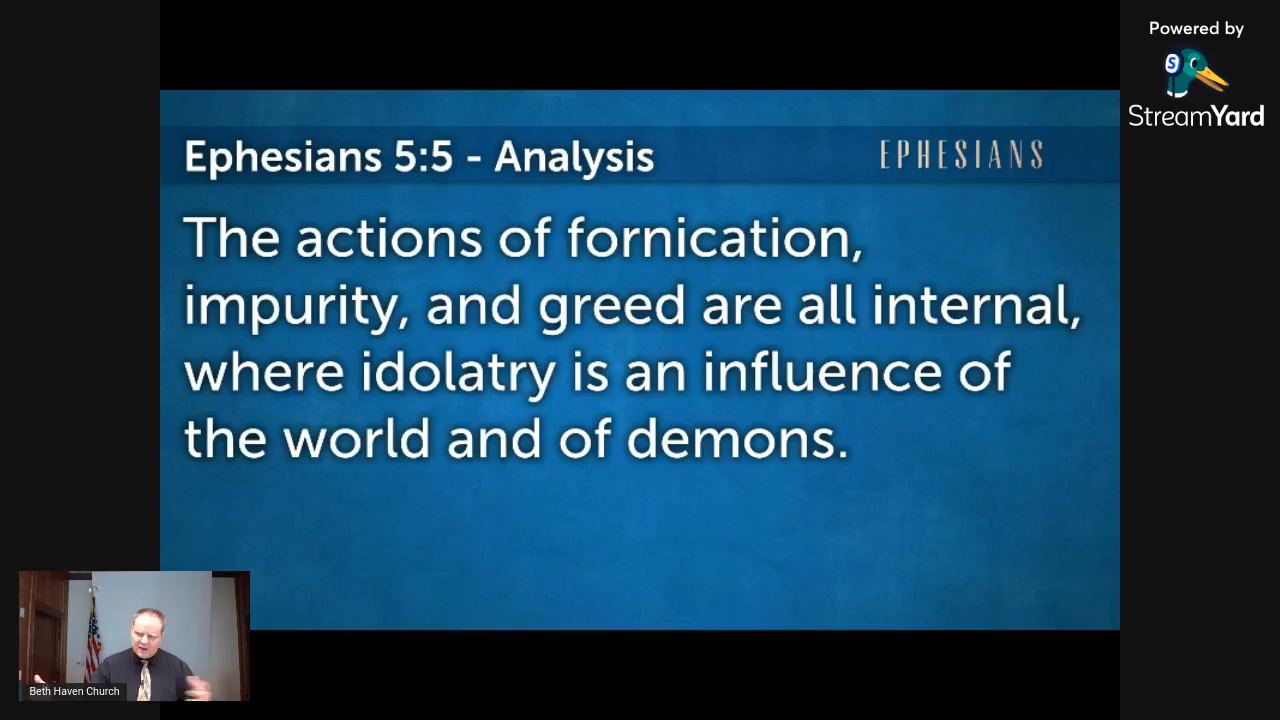 Powered by
StreamYard
Ephesians 5:5 - Analysis
EPHESIANS
The actions of fornication,
impurity, and greed are all internal,
where idolatry is an influence of
the world and of demons.
Beth Haven Church